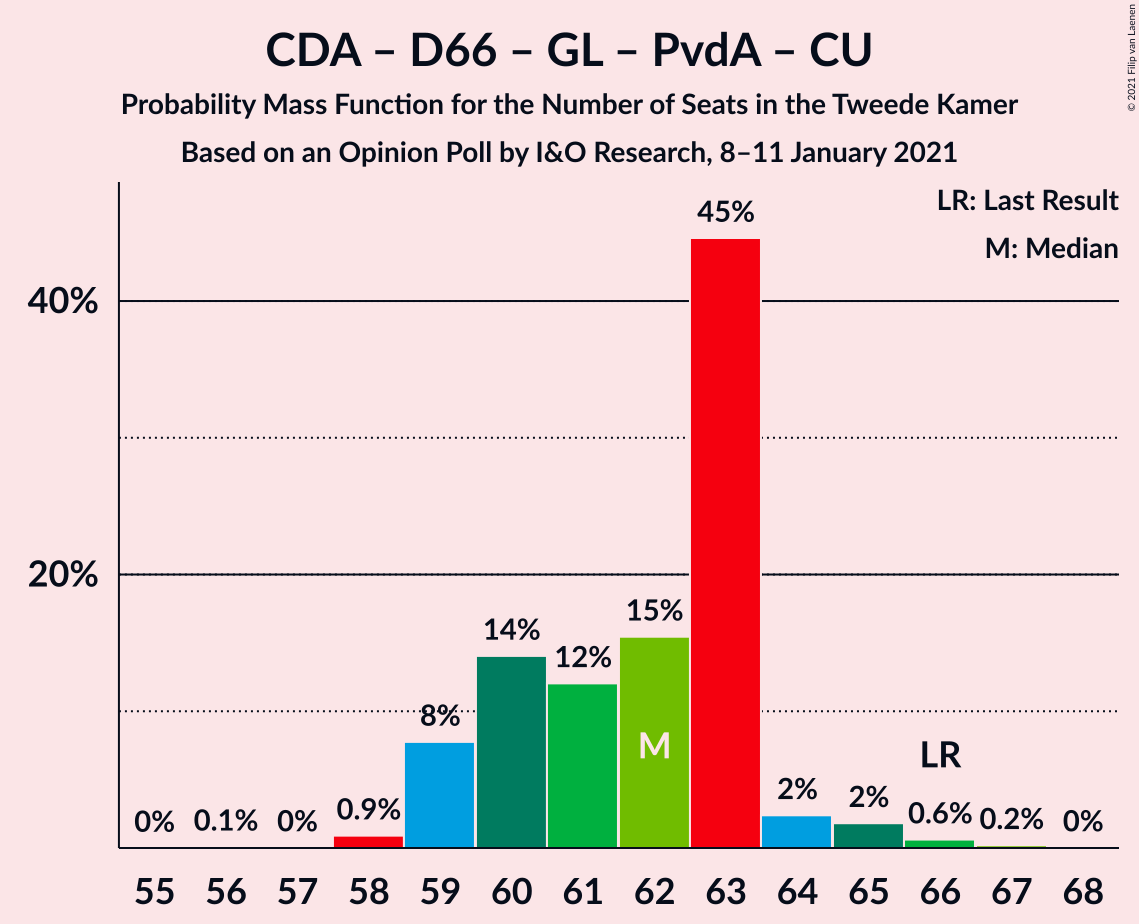 CDA – D66 – GL – PvdA – CU
Probability Mass Function for the Number of Seats in the Tweede Kamer
Based on an Opinion Poll by I&O Research, 8–11 January 2021
© 2021 Filip van Laenen
LR: Last Result
M: Median
45%
40%
20%
15%
14%
12%
8%
M
LR
2%
2%
0%
0.1%
0%
0.9%
0.6%
0.2%
0%
55 56 57 58 59 60 61 62 63 64 65 66 67 68